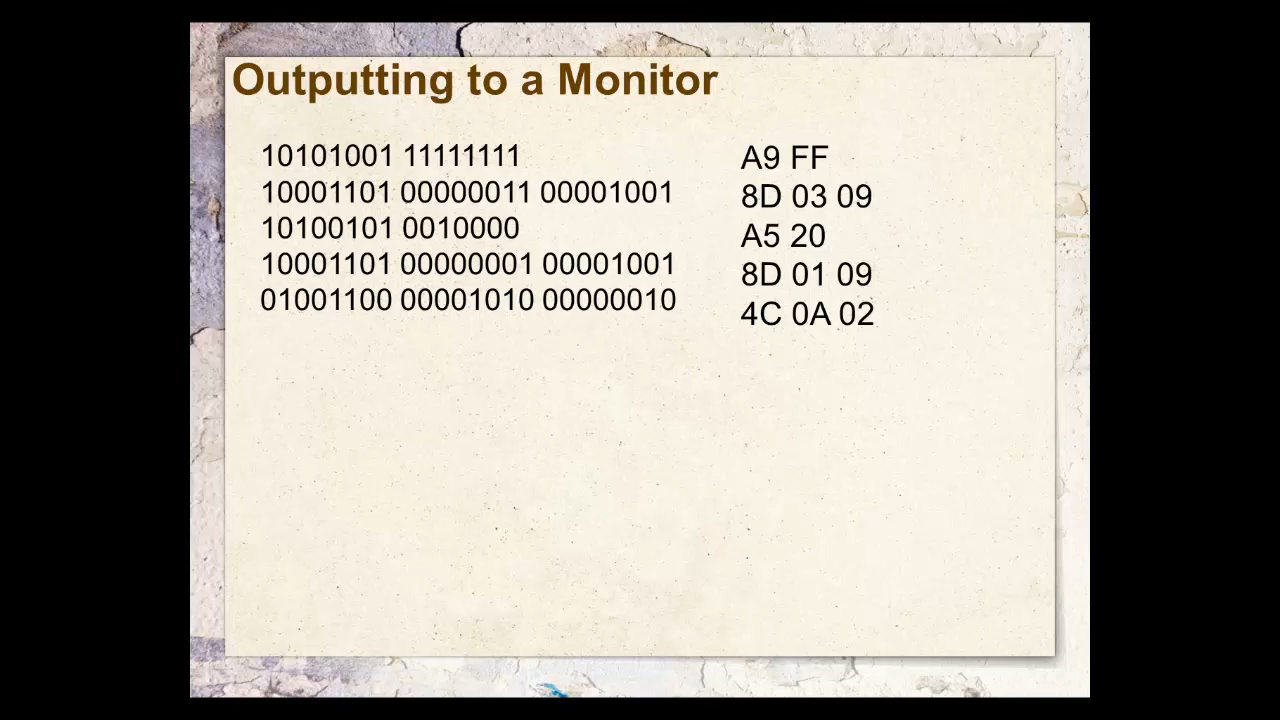 Outputting to a Monitor
10101001 11111111
10001101 00000011 00001001
10100101 0010000
10001101 00000001 00001001
01001100 00001010 00000010
A9 FF
8D 03 09
A5 20
8D 01 09
4C 0A 02